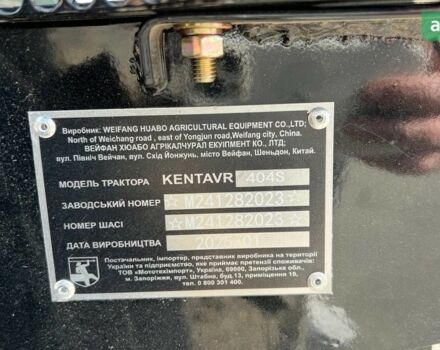 Виробник: WEIFANG HUABO AGRICULTURAL EQUIPMENT CO.,LTD;
North of Weichang road , east of Yongjun road,Weifang city, China.
ВЕЙФАН ХЮАБО АГРІКАЛЧУРАЛ ЕКУІПМЕНТ КО., ЛТД;
вул. Північ Вейчан, вул. Схід Йонжунь, місто Вейфан, Шеньдон, Китай.
МОДЕЛЬ ТРАКТОРА KENTAVR 404S
ЗАВОДСЬКИЙ НОМЕР ☆M241282023☆
НОМЕР ШАСІ ☆M241282023☆
ДАТА ВИРОБНИЦТВА
Постачальник, імпортер, представник виробника на території
України та підприємство, яке приймає претензії споживачів:
ТОВ «Мототехімпорт», Україна, 69000, Запорізька обл.,
м. Запоріжжя, вул. Штабна, буд.13, приміщення 19,
тел. 0 800 301 400.